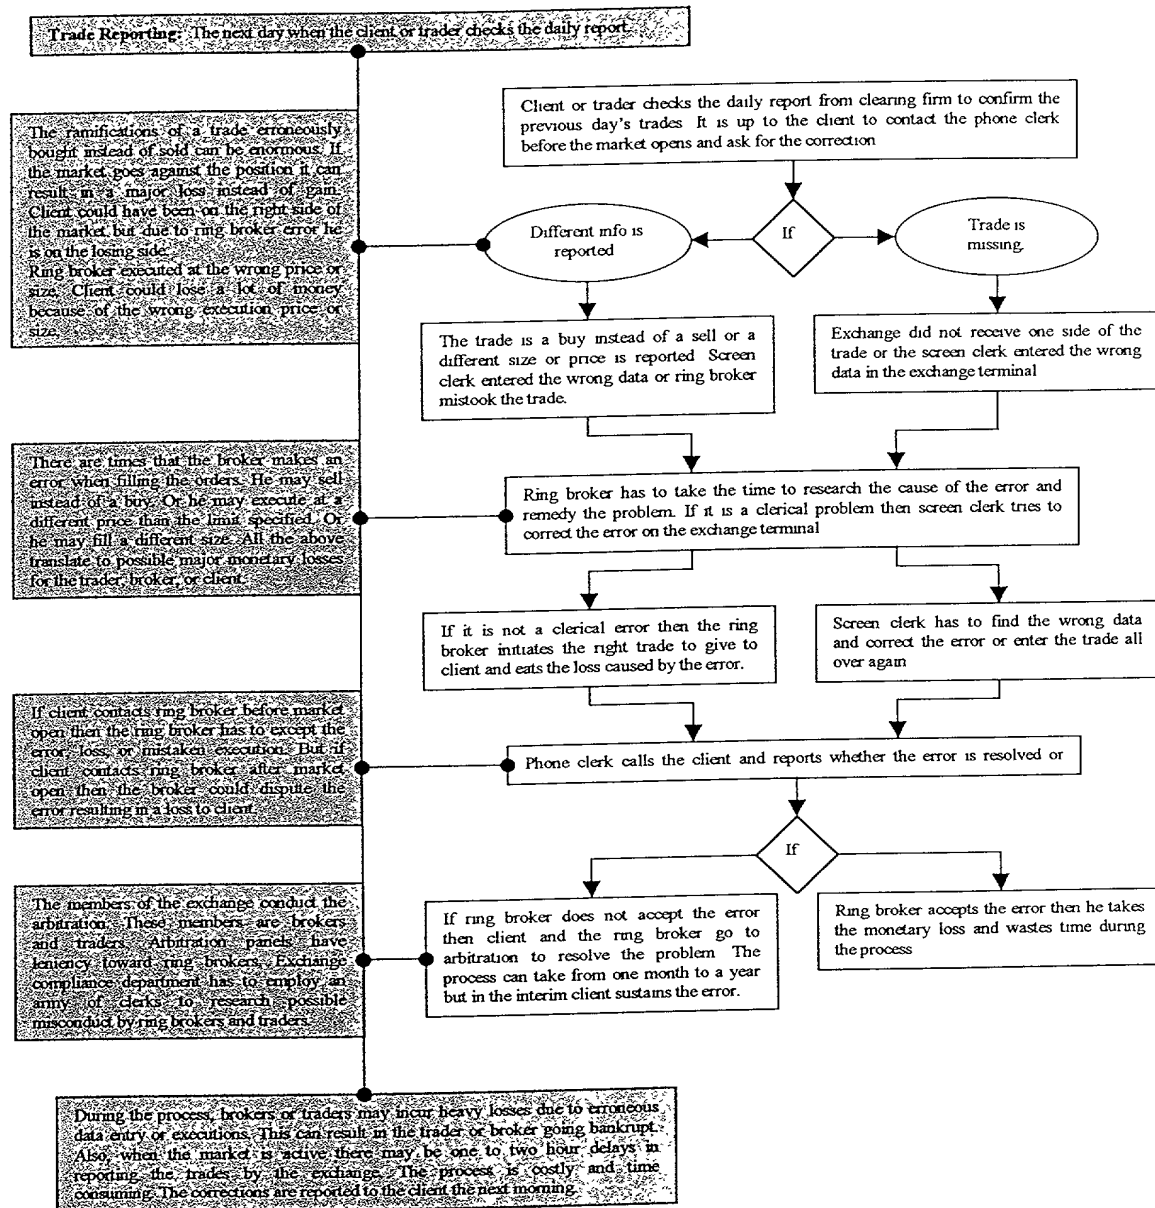 Trade Reporting: The next day when the client or trader checks the daily report.
Client or trader checks the daily report from clearing firm to confirm the
previous day's trades It is up to the client to contact the phone clerk
before the market opens and ask for the correction
The ramifications of a trade erroneously
bought instead of sold can be enormous. If
the market goes against the position it can
result in a major loss instead of gain.
Client could have been on the right side of
the market but due to ring broker error he
is on the losing side.
Ring broker executed at the wrong price or
size. Client could lose a lot of money
because of the wrong execution price or
size.
If
Different info is
reported
Trade is
missing.
The trade is a buy instead of a sell or a
different size or price is reported Screen
clerk entered the wrong data or ring broker
mistook the trade.
Exchange did not receive one side of the
trade or the screen clerk entered the wrong
data in the exchange terminal
There are times that the broker makes an
error when filling the orders. He may sell
instead of a buy. Or he may execute at a
different price than the limit specified. Or
he may fill a different size. All the above
translate to possible major monetary losses
for the trader, broker, or client.
Ring broker has to take the time to research the cause of the error and
remedy the problem. If it is a clerical problem then screen clerk tries to
correct the error on the exchange terminal
If it is not a clerical error then the ring
broker initiates the right trade to give to
client and eats the loss caused by the error.
Screen clerk has to find the wrong data
and correct the error or enter the trade all
over again
If client contacts ring broker before market
open then the ring broker has to except the
error, loss, or mistaken execution. But if
client contacts ring broker after market
open then the broker could dispute the
error resulting in a loss to client.
Phone clerk calls the client and reports whether the error is resolved or
If
The members of the exchange conduct the
arbitration. These members are brokers
and traders. Arbitration panels have
leniency toward ring brokers. Exchange
compliance department has to employ an
army of clerks to research possible
misconduct by ring brokers and traders.
If ring broker does not accept the error
then client and the ring broker go to
arbitration to resolve the problem The
process can take from one month to a year
but in the interim client sustains the error.
Ring broker accepts the error then he takes
the monetary loss and wastes time during
the process
During the process, brokers or traders may incur heavy losses due to erroneous
data entry or executions. This can result in the trader or broker going bankrupt.
Also, when the market is active there may be one to two hour delays in
reporting the trades by the exchange. The process is costly and time
consuming. The corrections are reported to the client the next morning.